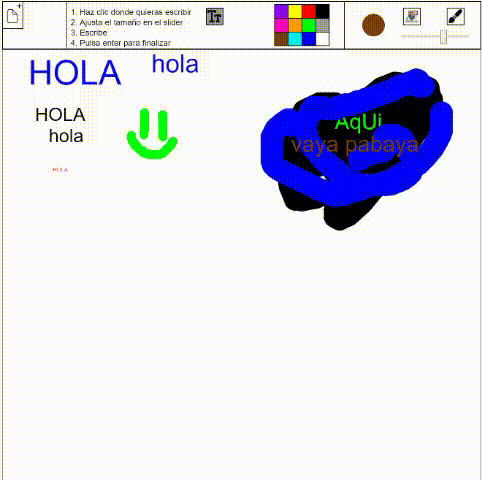 1. Haz clic donde quieras escribir
2. Ajusta el tamaño en el slider
3. Escribe
4. Pulsa enter para finalizar
TT
HOLA
hola
HOLA
hola
HOLA
AqUi
vaya pabaya